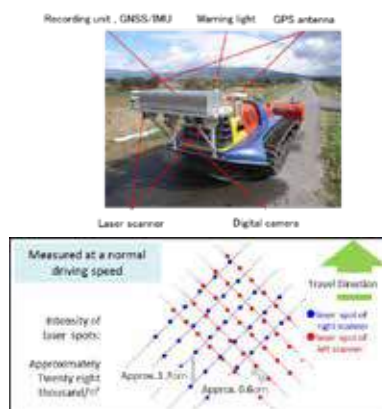 Recording unit , GNSS/IMU
Warning light
GPS antenna
Laser scanner
Digital camera
Measured at a normal
driving speed
Travel Direction
Intensity of
laser spots:
laser spot of
right scanner
laser spot of
left scanner
Approximately
Twenty eight
thousand/㎡
Approx.
Approx.